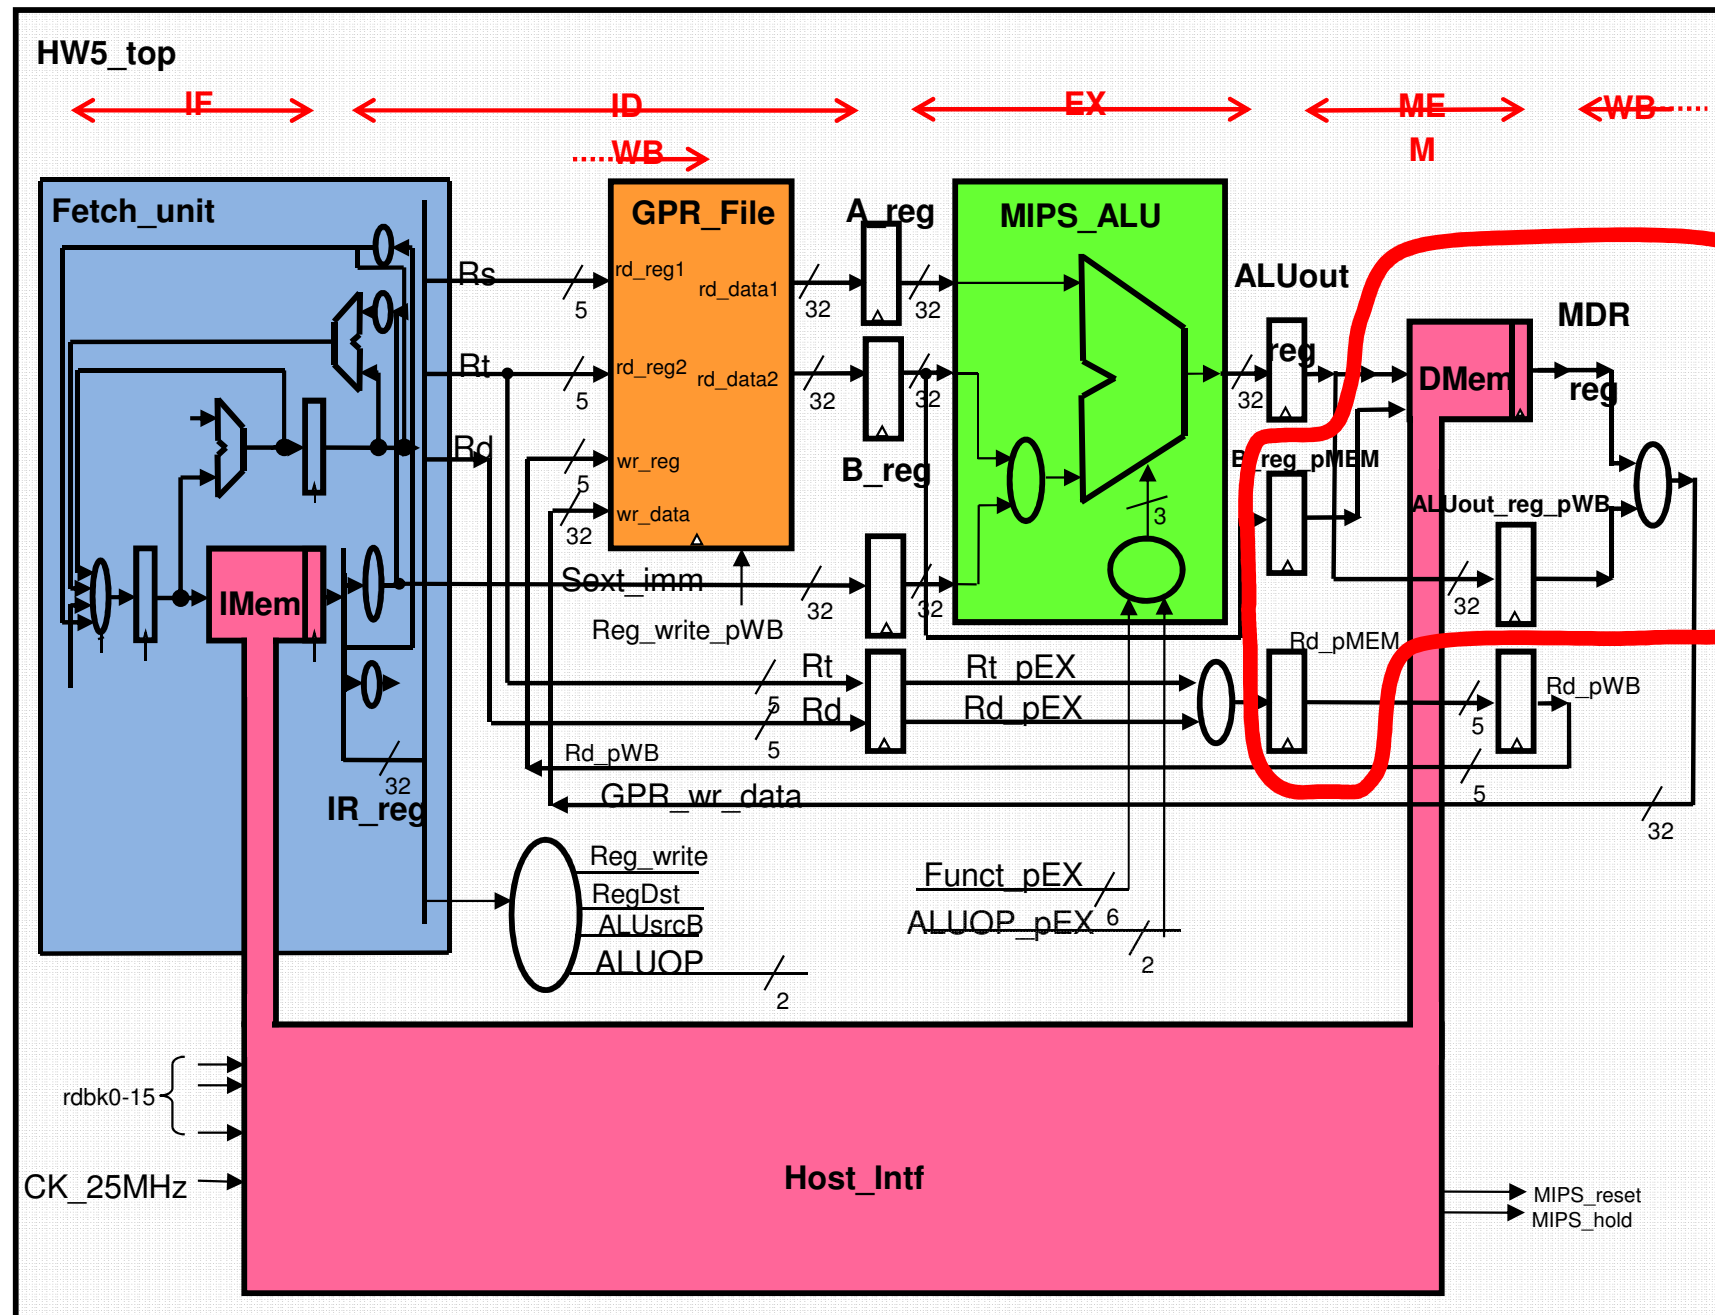 HW5_top
IF
ID
EX
ME
M
WB
WB
Fetch_unit
GPR_File
A_reg
MIPS_ALU
ALUout
reg
MDR
reg
Rs
5
rd_reg1
rd_data1
32
32
Rt
5
rd_reg2
rd_data2
32
32
32
DMem
Rd
5
wr_reg
B_reg
B_reg_pMEM
32
wr_data
3
ALUout_reg_pWB
IMem
Sext_imm
32
32
32
Reg_write_pWB
Rd_pMEM
Rt
Rt_pEX
5
Rd
Rd_pEX
5
5
Rd_pWB
Rd_pWB
5
32
IR_reg
GPR_wr_data
32
Reg_write
RegDst
ALUsrcB
ALUOP
2
Funct_pEX
6
ALUOP_pEX
2
rdbk0-15
CK_25MHz
Host_Intf
MIPS_reset
MIPS_hold